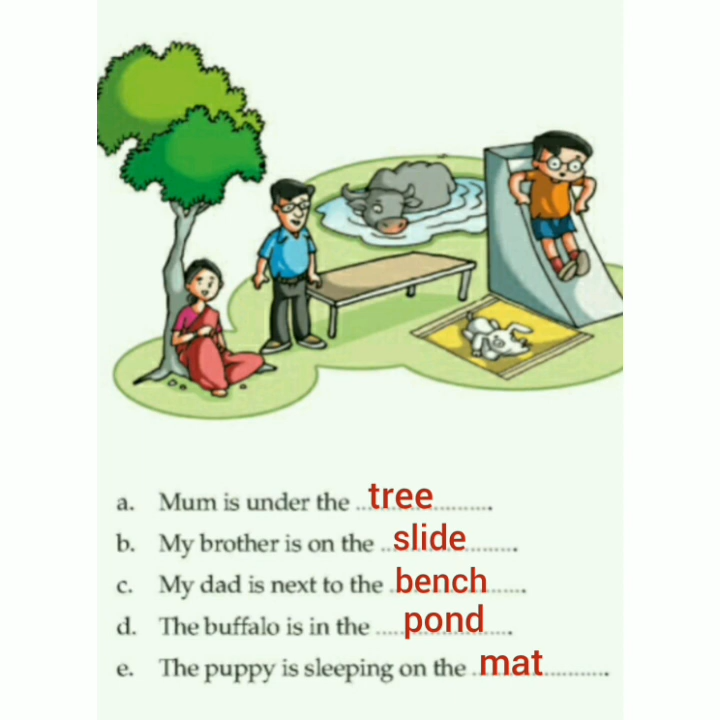 a. Mum is under the ...tree..........
b. My brother is on the ..slide........
c. My dad is next to the .bench......
d. The buffalo is in the .....pond.....
e. The puppy is sleeping on the .mat...........